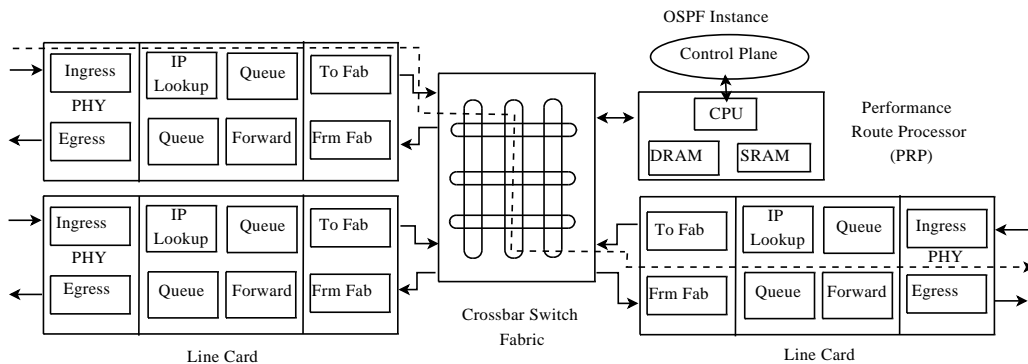 OSPF Instance
Control Plane
CPU
DRAM
SRAM
Performance
Route Processor
(PRP)
Ingress
PHY
Egress
IP
Lookup
Queue
To Fab
Queue
Forward
Frm Fab
Ingress
PHY
Egress
IP
Lookup
Queue
To Fab
Queue
Forward
Frm Fab
Line Card
Crossbar Switch
Fabric
To Fab
IP
Lookup
Queue
Ingress
PHY
Frm Fab
Queue
Forward
Egress
Line Card